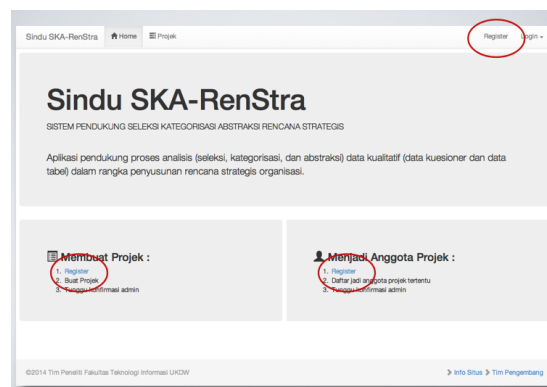 Sindu SKA-RenStra Home Projek Register Login
Sindu SKA-RenStra
SISTEM PENDUKUNG SELEKSI KATEGORISASI ABSTRAKSI RENCANA STRATEGIS
Aplikasi pendukung proses analisis (seleksi, kategorisasi, dan abstraksi) data kualitatif (data kuesioner dan data
tabel) dalam rangka penyusunan rencana strategis organisasi.
Membuat Projek :
1. Register
2. Buat Projek
3. Tunggu konfirmasi admin
Menjadi Anggota Projek :
1. Register
2. Daftar jadi anggota projek tertentu
3. Tunggu konfirmasi admin
©2014 Tim Peneliti Fakultas Teknologi Informasi UKDW
Info Situs Tim Pengembang